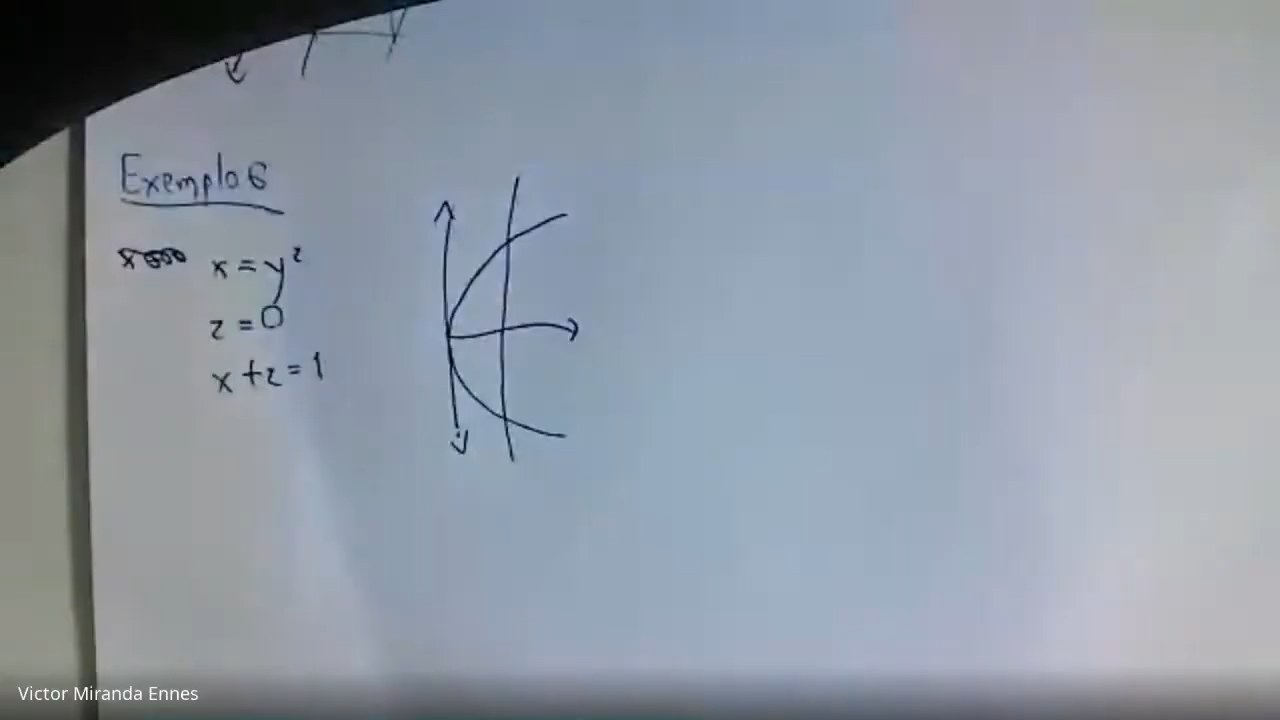 Exemplo 6
x = y²
z = 0
x + z = 1
Victor Miranda Ennes